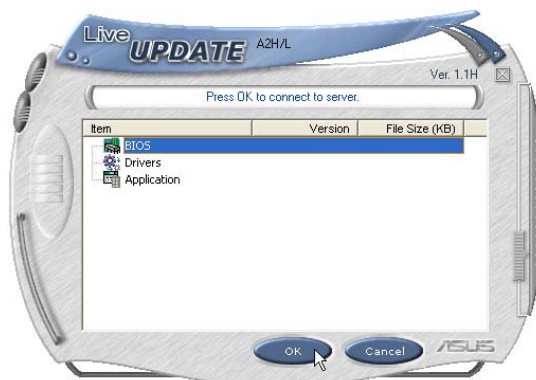 Live UPDATE A2H/L
Ver. 1.1H
Press OK to connect to server.
Item Version File Size (KB)
BIOS
Drivers
Application
OK Cancel
ASUS